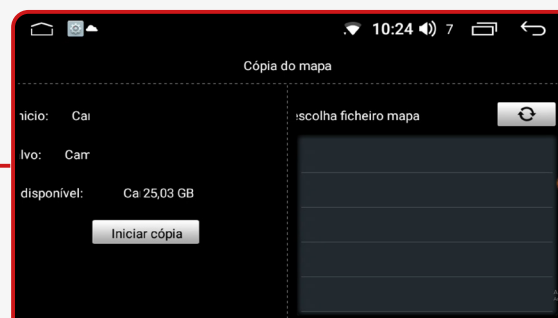 10:24 7
Cópia do mapa
nicio: Cai
lvo: Cam
disponível: Ca 25,03 GB
Iniciar cópia
escolha ficheiro mapa